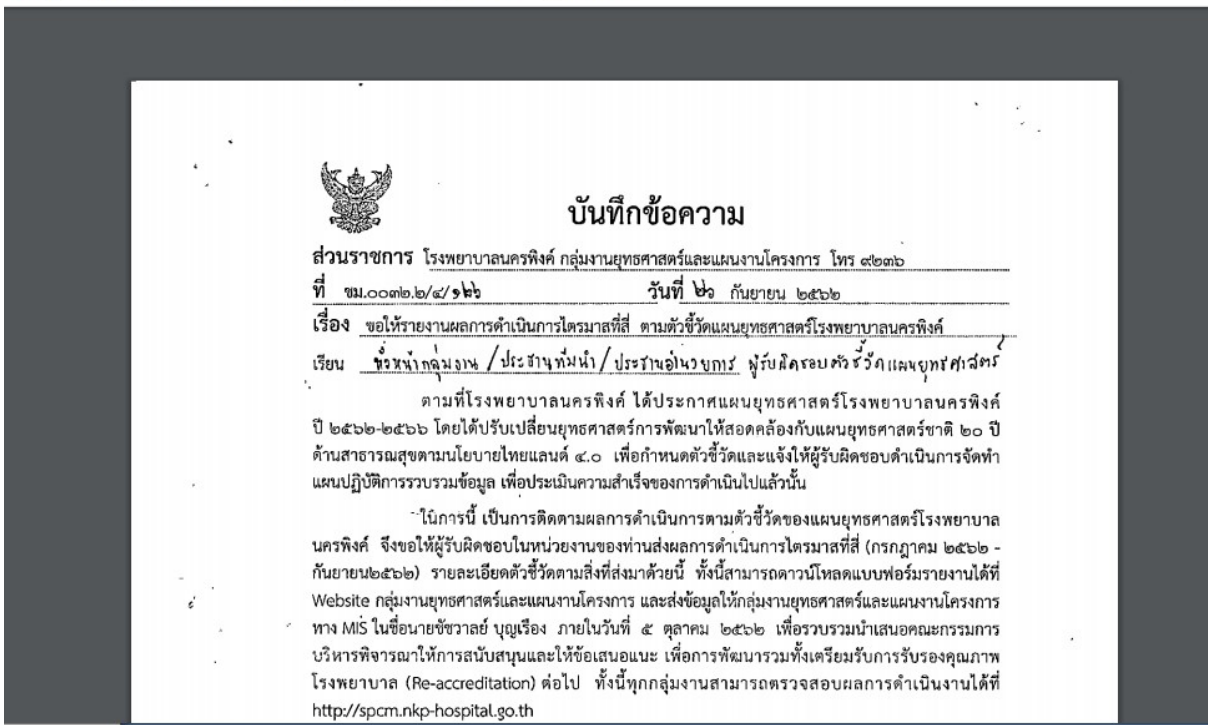 บันทึกข้อความ
ส่วนราชการ โรงพยาบาลนครพิงค์ กลุ่มงานยุทธศาสตร์และแผนงานโครงการ โทร ๙๒๓๖
ที่ ชม.๐๐๓๒.๒/๔/๑๒๖ วันที่ ๒๖ กันยายน ๒๕๖๒
เรื่อง ขอให้รายงานผลการดำเนินการไตรมาสที่สี่ ตามตัวชี้วัดแผนยุทธศาสตร์โรงพยาบาลนครพิงค์
เรียน หัวหน้ากลุ่มงาน / ประธานทีมนำ / ประธานอำนวยการ ผู้รับผิดชอบตัวชี้วัดแผนยุทธศาสตร์
ตามที่โรงพยาบาลนครพิงค์ ได้ประกาศแผนยุทธศาสตร์โรงพยาบาลนครพิงค์
ปี ๒๕๖๒-๒๕๖๖ โดยได้ปรับเปลี่ยนยุทธศาสตร์การพัฒนาให้สอดคล้องกับแผนยุทธศาสตร์ชาติ ๒๐ ปี
ด้านสาธารณสุขตามนโยบายไทยแลนด์ ๔.๐ เพื่อกำหนดตัวชี้วัดและแจ้งให้ผู้รับผิดชอบดำเนินการจัดทำ
แผนปฏิบัติการรวบรวมข้อมูล เพื่อประเมินความสำเร็จของการดำเนินไปแล้วนั้น
ในการนี้ เป็นการติดตามผลการดำเนินการตามตัวชี้วัดของแผนยุทธศาสตร์โรงพยาบาล
นครพิงค์ จึงขอให้ผู้รับผิดชอบในหน่วยงานของท่านส่งผลการดำเนินการไตรมาสที่สี่ (กรกฎาคม ๒๕๖๒ -
กันยายน๒๕๖๒) รายละเอียดตัวชี้วัดตามสิ่งที่ส่งมาด้วยนี้ ทั้งนี้สามารถดาวน์โหลดแบบฟอร์มรายงานได้ที่
Website กลุ่มงานยุทธศาสตร์และแผนงานโครงการ และส่งข้อมูลให้กลุ่มงานยุทธศาสตร์และแผนงานโครงการ
ทาง MIS ในชื่อนายชัชวาลย์ บุญเรือง ภายในวันที่ ๕ ตุลาคม ๒๕๖๒ เพื่อรวบรวมนำเสนอคณะกรรมการ
บริหารพิจารณาให้การสนับสนุนและให้ข้อเสนอแนะ เพื่อการพัฒนารวมทั้งเตรียมรับการรับรองคุณภาพ
โรงพยาบาล (Re-accreditation) ต่อไป ทั้งนี้ทุกกลุ่มงานสามารถตรวจสอบผลการดำเนินงานได้ที่
http://spcm.nkp-hospital.go.th